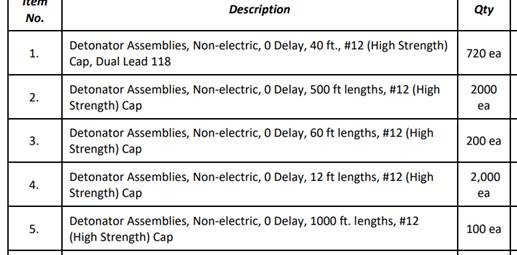 Item
No.
Description
Qty
1.
Detonator Assemblies, Non-electric, 0 Delay, 40 ft., #12 (High Strength)
Cap, Dual Lead 118
720 ea
2.
Detonator Assemblies, Non-electric, 0 Delay, 500 ft lengths, #12 (High
Strength) Cap
2000
ea
3.
Detonator Assemblies, Non-electric, 0 Delay, 60 ft lengths, #12 (High
Strength) Cap
200 ea
4.
Detonator Assemblies, Non-electric, 0 Delay, 12 ft lengths, #12 (High
Strength) Cap
2,000
ea
5.
Detonator Assemblies, Non-electric, 0 Delay, 1000 ft. lengths, #12
(High Strength) Cap
100 ea